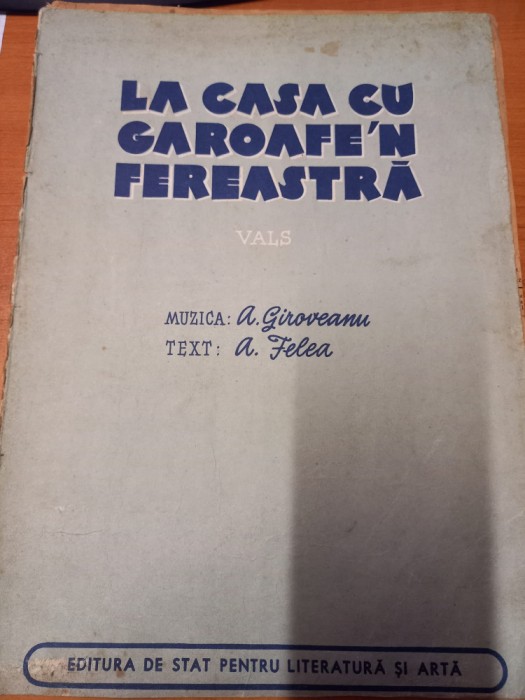 LA CASA CU
GAROAFE'N
FEREASTRĂ
VALS
MUZICA: A. Giroveanu
TEXT: A. Felea
EDITURA DE STAT PENTRU LITERATURĂ ȘI ARTĂ